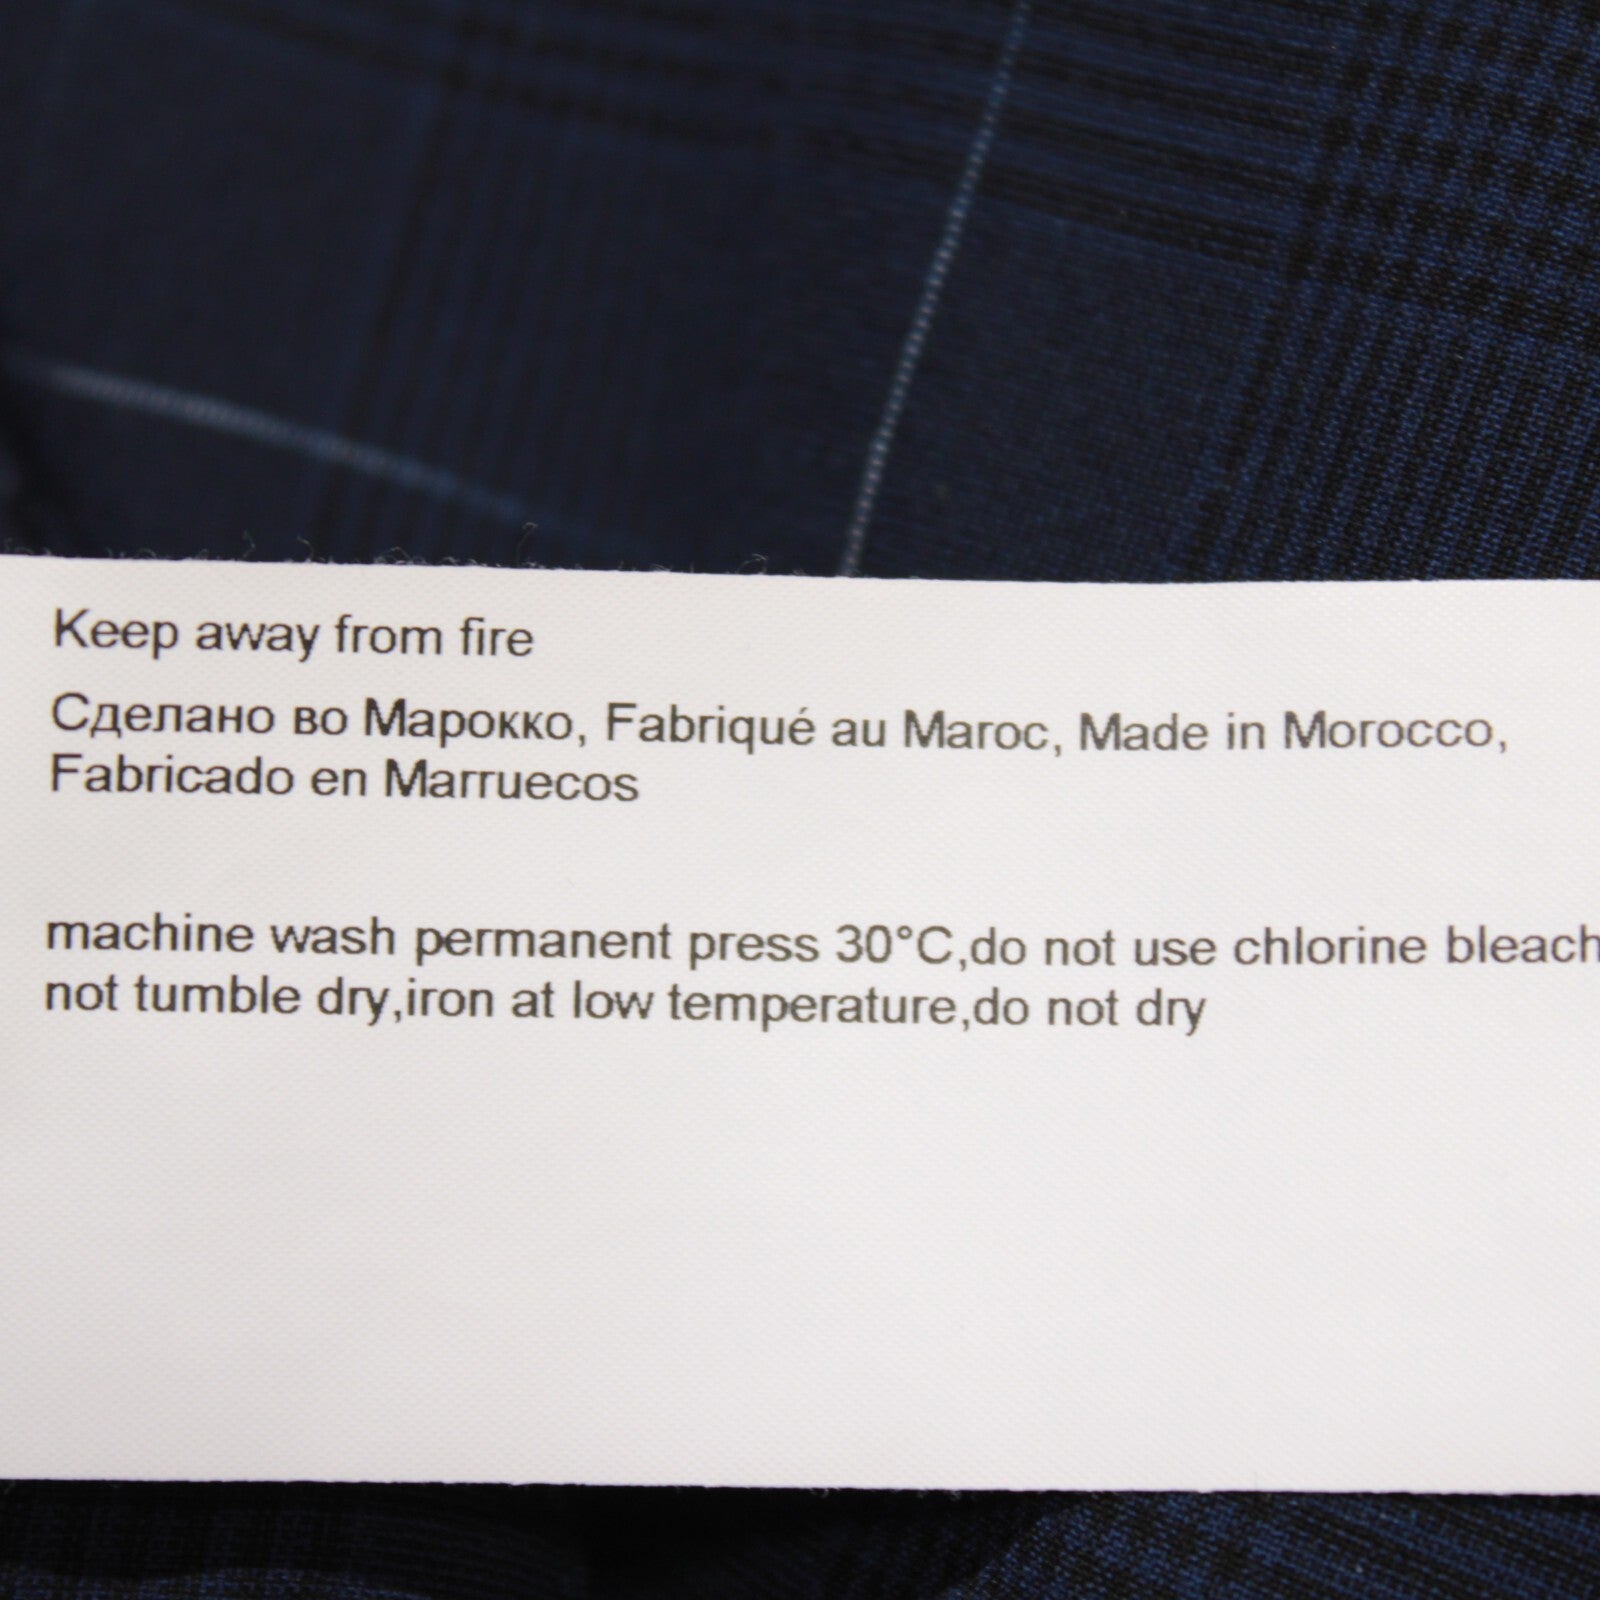 Keep away from fire
Сделано во Марокко, Fabriqué au Maroc, Made in Morocco,
Fabricado en Marruecos
machine wash permanent press 30°C,do not use chlorine bleach
not tumble dry,iron at low temperature,do not dry